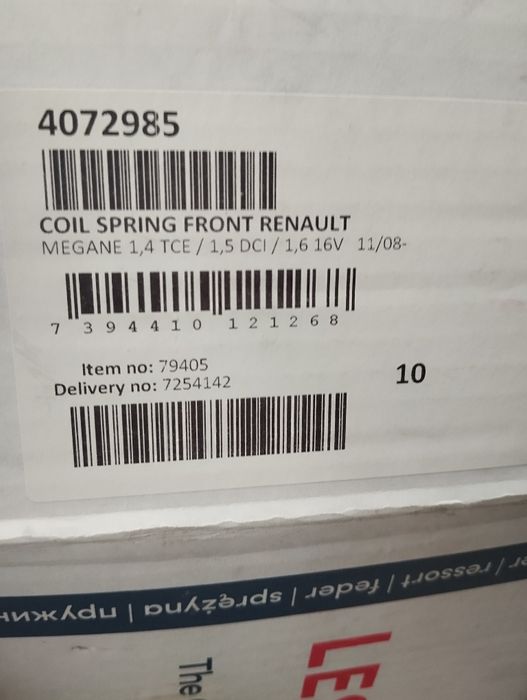 4072985
COIL SPRING FRONT RENAULT
MEGANE 1,4 TCE / 1,5 DCI / 1,6 16V 11/08-
7 394410 121268
Item no: 79405
Delivery no: 7254142
10
ressort / feder | sprężyna | пружин
The